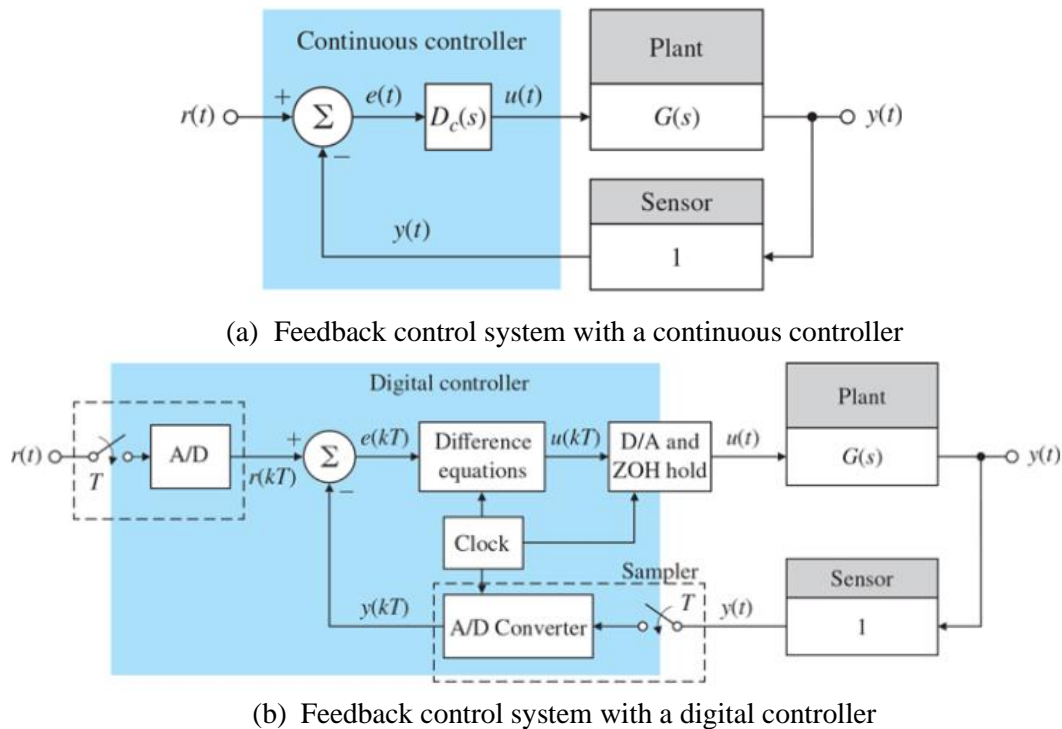 Continuous controller
Plant
r(t)
+
Σ
−
e(t)
D_c(s)
u(t)
G(s)
y(t)
Sensor
1
y(t)
(a) Feedback control system with a continuous controller
Digital controller
Plant
r(t)
T
A/D
r(kT)
+
Σ
−
e(kT)
Difference
equations
u(kT)
D/A and
ZOH hold
u(t)
G(s)
y(t)
Clock
Sampler
Sensor
y(kT)
A/D Converter
T
y(t)
1
(b) Feedback control system with a digital controller